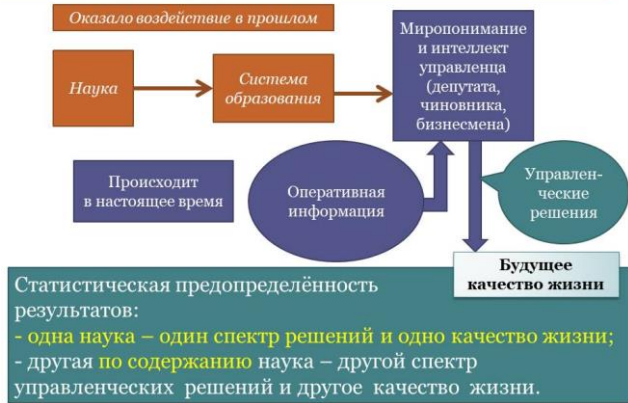 Оказало воздействие в прошлом
Миропонимание
и интеллект
управленца
(депутата,
чиновника,
бизнесмена)
Наука
Система
образования
Происходит
в настоящее время
Оперативная
информация
Управлен-
ческие
решения
Будущее
качество жизни
Статистическая предопределённость
результатов:
- одна наука – один спектр решений и одно качество жизни;
- другая по содержанию наука – другой спектр
управленческих решений и другое качество жизни.